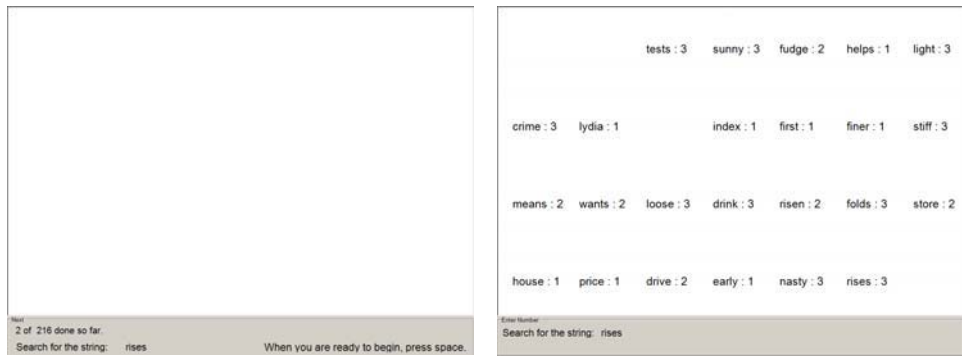 Next
2 of 216 done so far.
Search for the string: rises When you are ready to begin, press space.
tests : 3 sunny : 3 fudge : 2 helps : 1 light : 3
crime : 3 lydia : 1 index : 1 first : 1 finer : 1 stiff : 3
means : 2 wants : 2 loose : 3 drink : 3 risen : 2 folds : 3 store : 2
house : 1 price : 1 drive : 2 early : 1 nasty : 3 rises : 3
Enter Number
Search for the string: rises